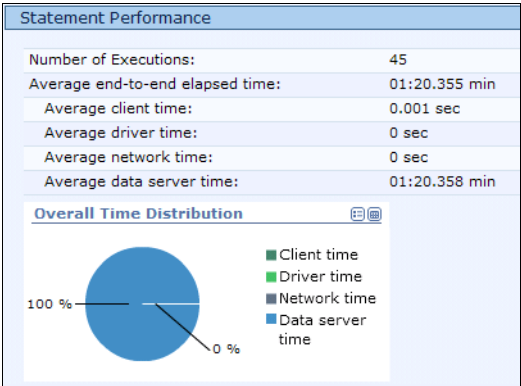 Statement Performance
Number of Executions: 45
Average end-to-end elapsed time: 01:20.355 min
Average client time: 0.001 sec
Average driver time: 0 sec
Average network time: 0 sec
Average data server time: 01:20.358 min
Overall Time Distribution
100 %
0 %
Client time
Driver time
Network time
Data server
time